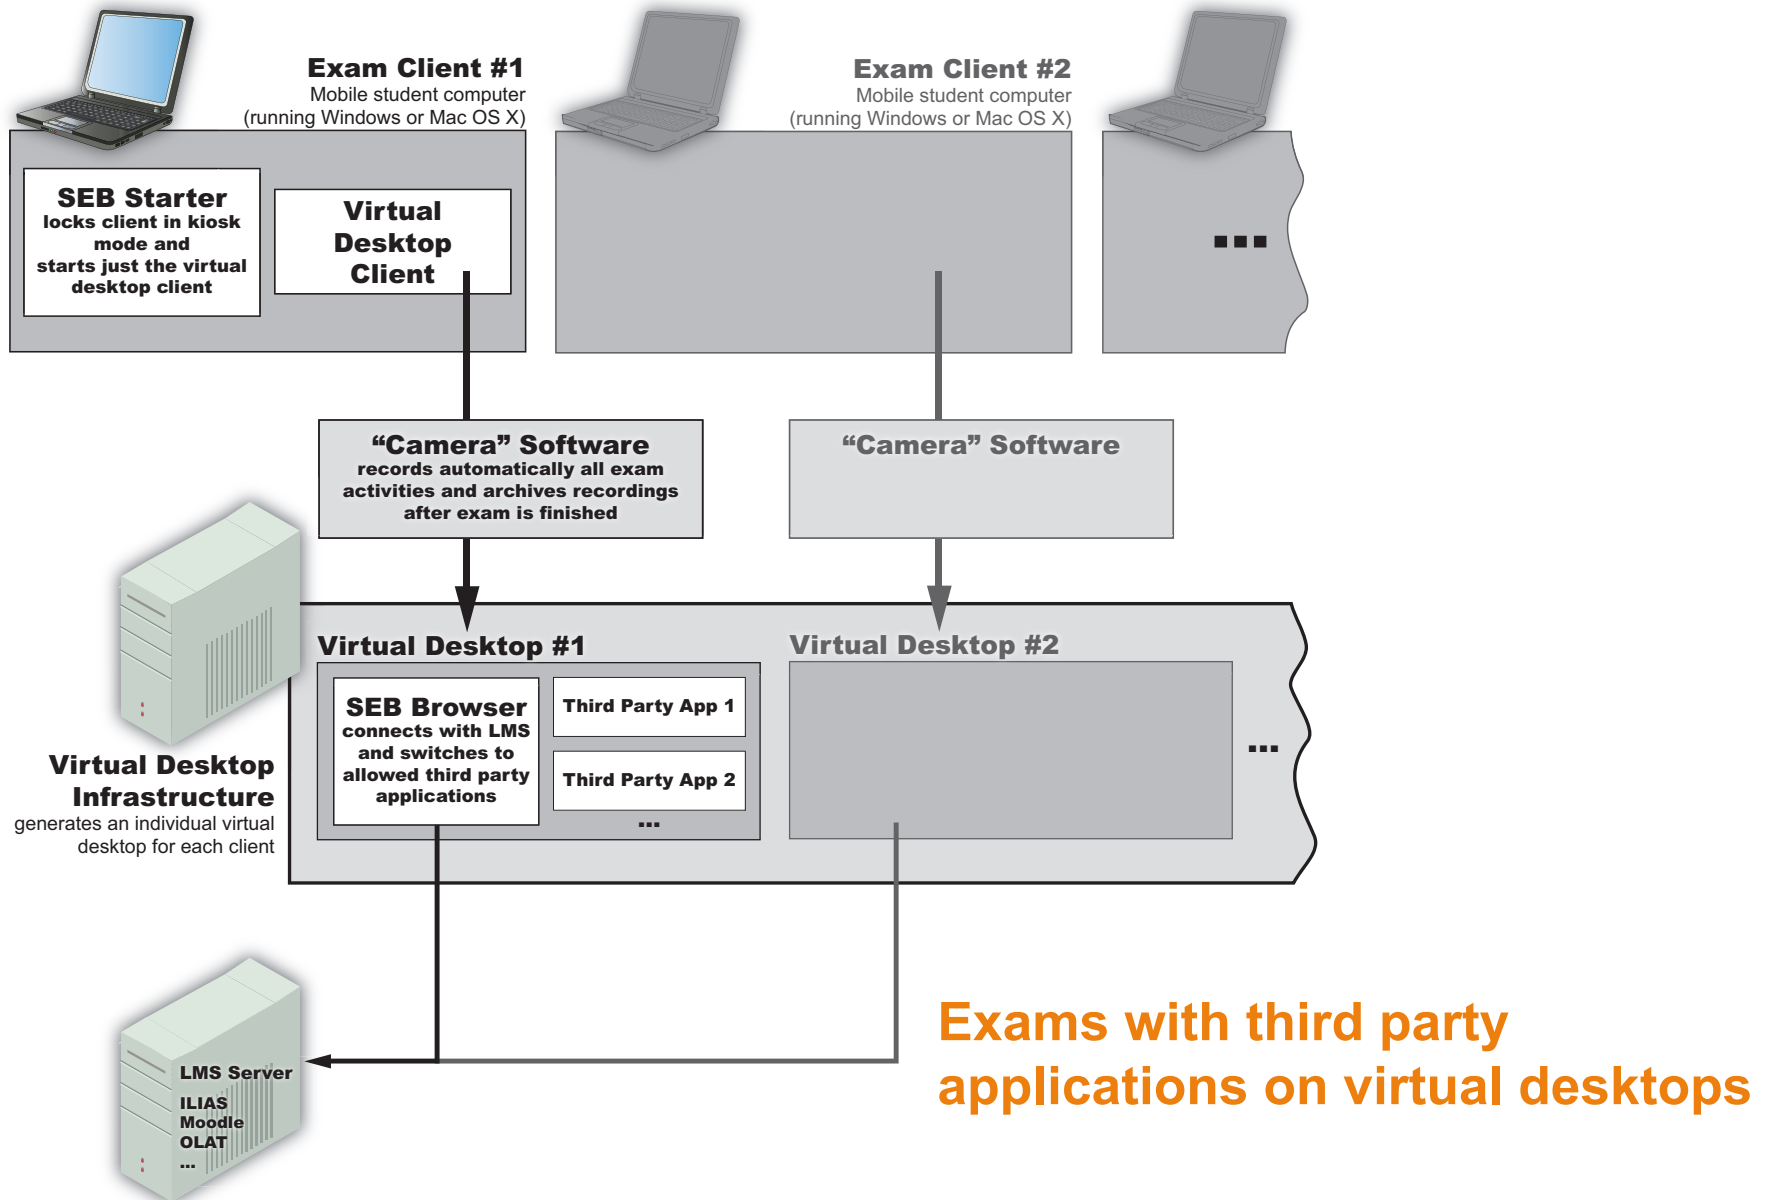 Exam Client #1
Mobile student computer
(running Windows or Mac OS X)
Exam Client #2
Mobile student computer
(running Windows or Mac OS X)
SEB Starter
locks client in kiosk
mode and
starts just the virtual
desktop client
Virtual
Desktop
Client
...
“Camera” Software
records automatically all exam
activities and archives recordings
after exam is finished
“Camera” Software
Virtual Desktop
Infrastructure
generates an individual virtual
desktop for each client
Virtual Desktop #1
SEB Browser
connects with LMS
and switches to
allowed third party
applications
Third Party App 1
Third Party App 2
...
Virtual Desktop #2
...
LMS Server
ILIAS
Moodle
OLAT
...
Exams with third party
applications on virtual desktops